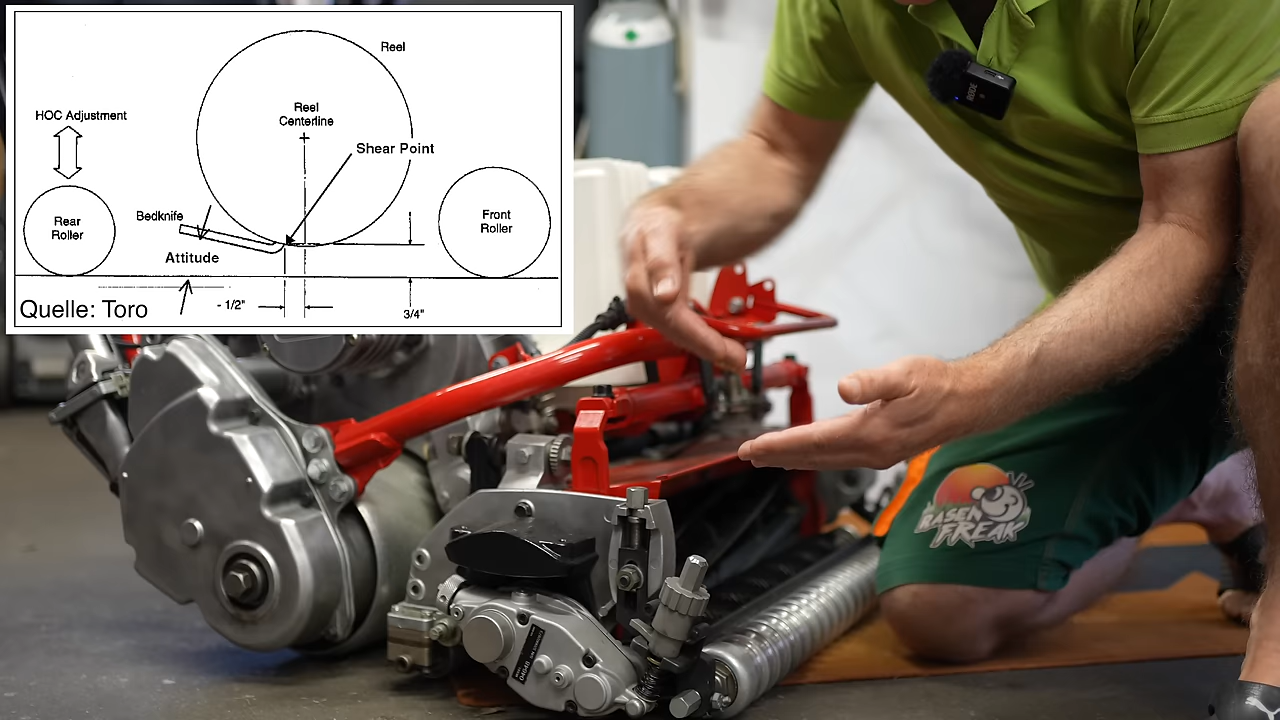 Reel
HOC Adjustment
Reel
Centerline
Shear Point
Rear
Roller
Bedknife
Front
Roller
Attitude
- 1/2"
3/4"
Quelle: Toro
RODE
RASEN
FREAK